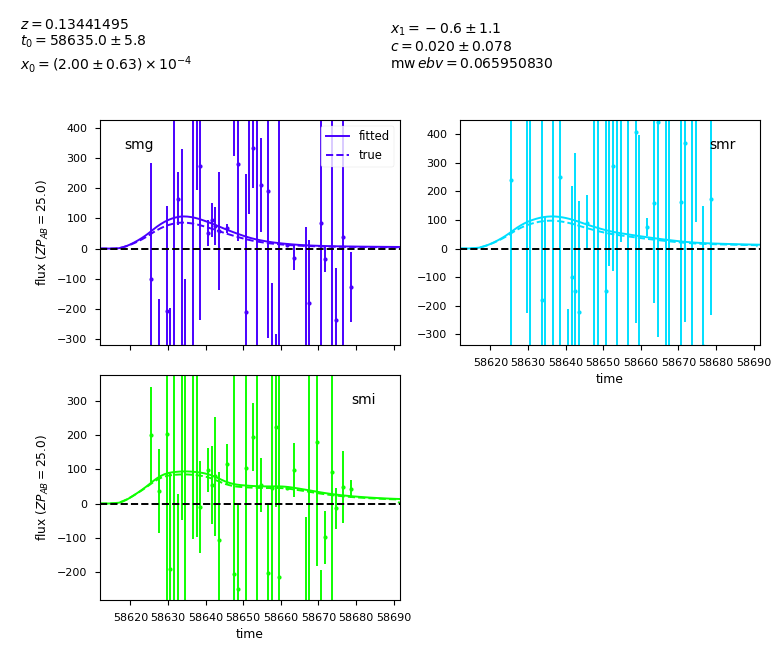 z = 0.13441495
t₀ = 58635.0 ± 5.8
x₀ = (2.00 ± 0.63) × 10⁻⁴
x₁ = −0.6 ± 1.1
c = 0.020 ± 0.078
mw ebv = 0.065950830
smg
fitted
true
400
300
200
100
0
−100
−200
−300
flux (ZP_AB = 25.0)
smr
400
300
200
100
0
−100
−200
−300
58620 58630 58640 58650 58660 58670 58680 58690
time
smi
300
200
100
0
−100
−200
flux (ZP_AB = 25.0)
58620 58630 58640 58650 58660 58670 58680 58690
time